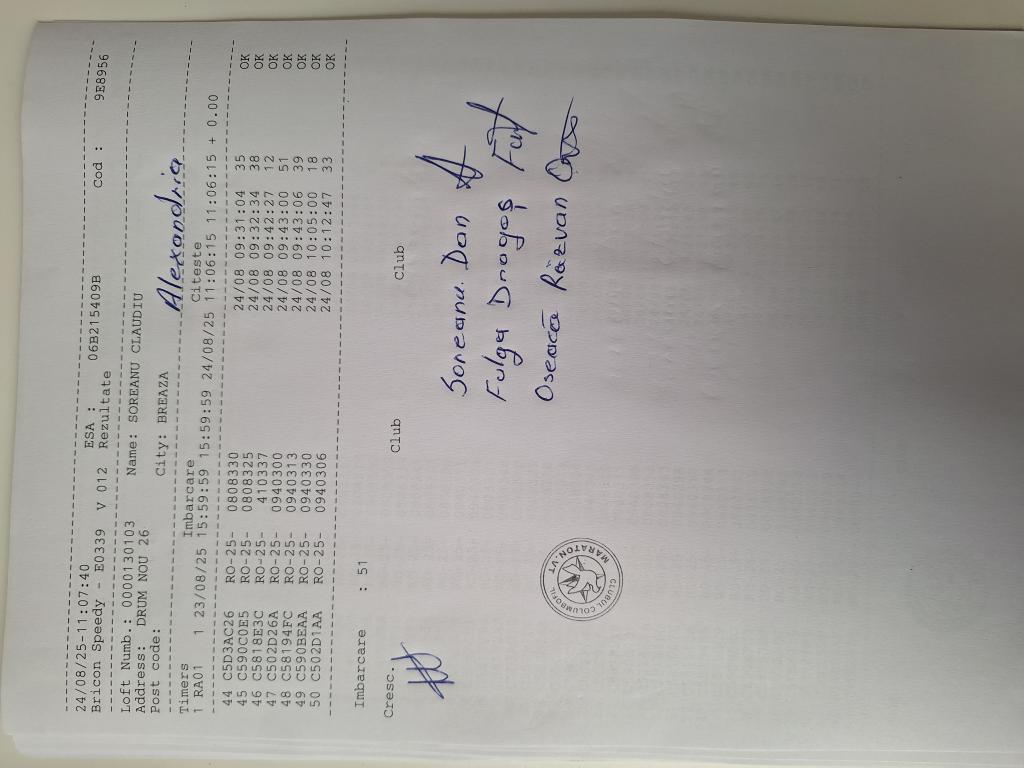 ------------------------------------------------------------
24/08/25-11:07:40 ESA :
Bricon Speedy - E0339 V 012 Rezultate 06B215409B Cod : 9E8956
------------------------------------------------------------
Loft Numb.: 0000130103 Name: SOREANU CLAUDIU
Address: DRUM NOU 26
Post code: City: BREAZA Alexandria
------------------------------------------------------------
Timers Imbarcare Citeste
1 RA01 1 23/08/25 15:59:59 15:59:59 24/08/25 11:06:15 11:06:15 + 0.00
------------------------------------------------------------
44 C5D3AC26 RO-25- 0808330 24/08 09:31:04 35 OK
45 C590C0E5 RO-25- 0808325 24/08 09:32:34 38 OK
46 C5818E3C RO-25- 410337 24/08 09:42:27 12 OK
47 C502D26A RO-25- 0940300 24/08 09:43:00 51 OK
48 C58194FC RO-25- 0940313 24/08 09:43:06 39 OK
49 C590BEAA RO-25- 0940330 24/08 10:05:00 18 OK
50 C502D1AA RO-25- 0940306 24/08 10:12:47 33 OK
------------------------------------------------------------
Imbarcare : 51
Cresc. Club Club
Soreanu Dan
Fulga Dragoș
Oseacă Răzvan
CLUBUL COLUMBOFIL
MARATON.VT